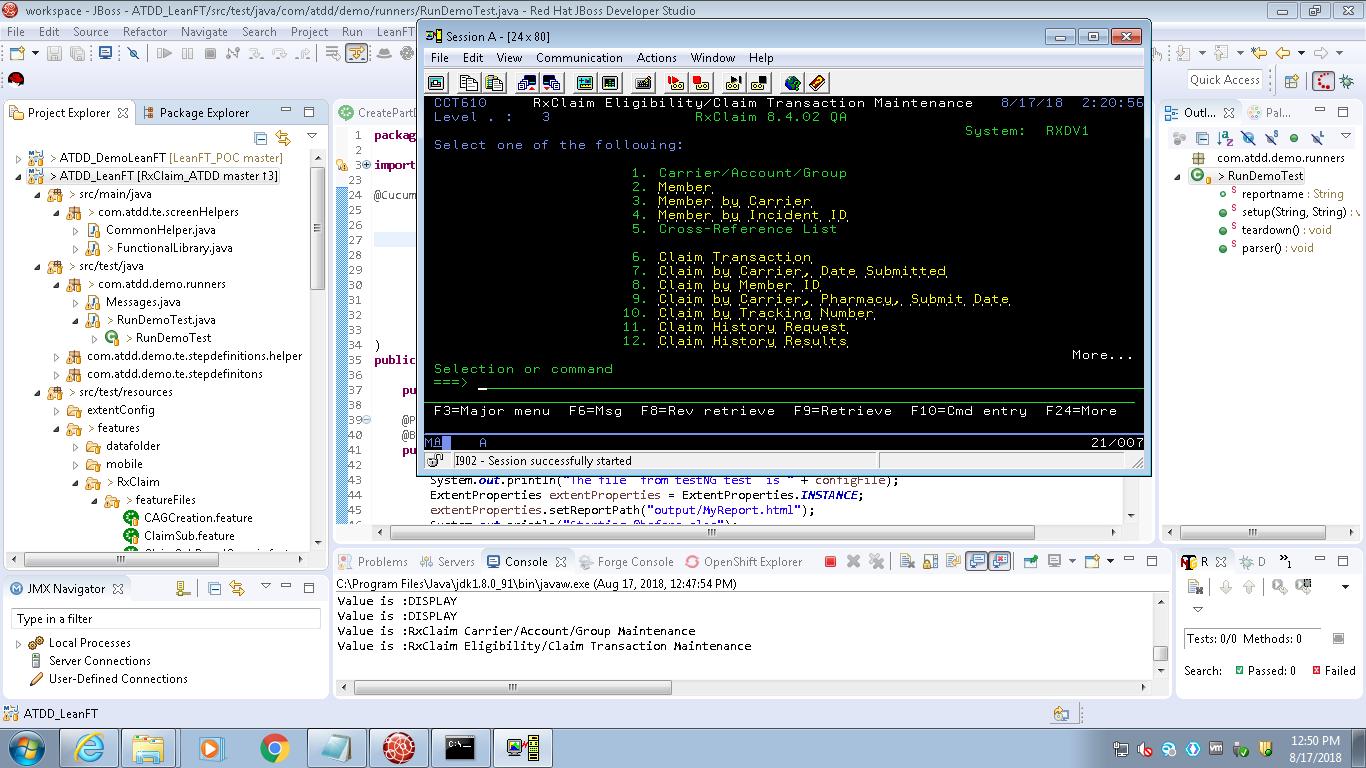 workspace - JBoss - ATDD_LeanFT/src/test/java/com/atdd/demo/runners/RunDemoTest.java - Red Hat JBoss Developer Studio
File Edit Source Refactor Navigate Search Project Run LeanFT
Quick Access
Project Explorer
Package Explorer
> ATDD_DemoLeanFT [LeanFT_POC master]
> ATDD_LeanFT [RxClaim_ATDD master ↑3]
> src/main/java
> com.atdd.te.screenHelpers
CommonHelper.java
> FunctionalLibrary.java
> src/test/java
> com.atdd.demo.runners
Messages.java
> RunDemoTest.java
> RunDemoTest
com.atdd.demo.te.stepdefinitions.helper
com.atdd.demo.te.stepdefinitons
> src/test/resources
extentConfig
> features
datafolder
mobile
> RxClaim
> featureFiles
CAGCreation.feature
ClaimSub.feature
JMX Navigator
Type in a filter
Local Processes
Server Connections
User-Defined Connections
ATDD_LeanFT
CreatePartD
1 packag
2
3 import
23
24 @Cucum
25
26
27
28
29
30
31
32
33
34 )
35 public
36
37 pu
38
39 @P
40 @B
41 pu
43 System.out.println("The file from testNG test is " + configFile);
44 ExtentProperties extentProperties = ExtentProperties.INSTANCE;
45 extentProperties.setReportPath("output/MyReport.html");
46 System.out.println("Starting @before class");
Session A - [24 x 80]
File Edit View Communication Actions Window Help
CCT610 RxClaim Eligibility/Claim Transaction Maintenance 8/17/18 2:20:56
Level . : 3 RxClaim 8.4.02 QA
System: RXDV1
Select one of the following:
1. Carrier/Account/Group
2. Member
3. Member by Carrier
4. Member by Incident ID
5. Cross-Reference List
6. Claim Transaction
7. Claim by Carrier, Date Submitted
8. Claim by Member ID
9. Claim by Carrier, Pharmacy, Submit Date
10. Claim by Tracking Number
11. Claim History Request
12. Claim History Results
More...
Selection or command
===>
F3=Major menu F6=Msg F8=Rev retrieve F9=Retrieve F10=Cmd entry F24=More
MA A 21/007
I902 - Session successfully started
Outl...
Pal...
com.atdd.demo.runners
> RunDemoTest
reportname : String
setup(String, String) : v
teardown() : void
parser() : void
Problems Servers Console Forge Console OpenShift Explorer
C:\Program Files\Java\jdk1.8.0_91\bin\javaw.exe (Aug 17, 2018, 12:47:54 PM)
Value is :DISPLAY
Value is :DISPLAY
Value is :RxClaim Carrier/Account/Group Maintenance
Value is :RxClaim Eligibility/Claim Transaction Maintenance
R D »1
Tests: 0/0 Methods: 0
Search: Passed: 0 Failed
12:50 PM
8/17/2018